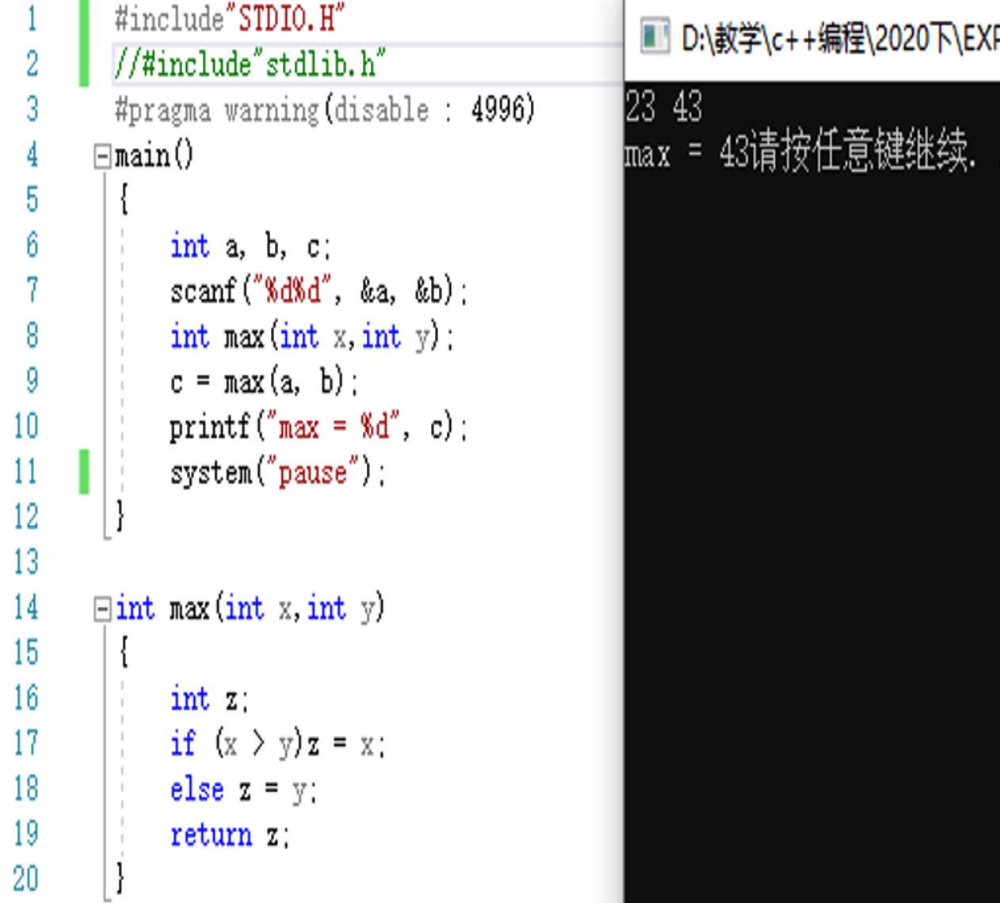 1 #include"STDIO.H"
2 //#include"stdlib.h"
3 #pragma warning(disable : 4996)
4 main()
5 {
6 int a, b, c;
7 scanf("%d%d", &a, &b);
8 int max(int x,int y);
9 c = max(a, b);
10 printf("max = %d", c);
11 system("pause");
12 }
13
14 int max(int x,int y)
15 {
16 int z;
17 if (x > y)z = x;
18 else z = y;
19 return z;
20 }
D:\教学\c++编程\2020下\EXP
23 43
max = 43请按任意键继续.